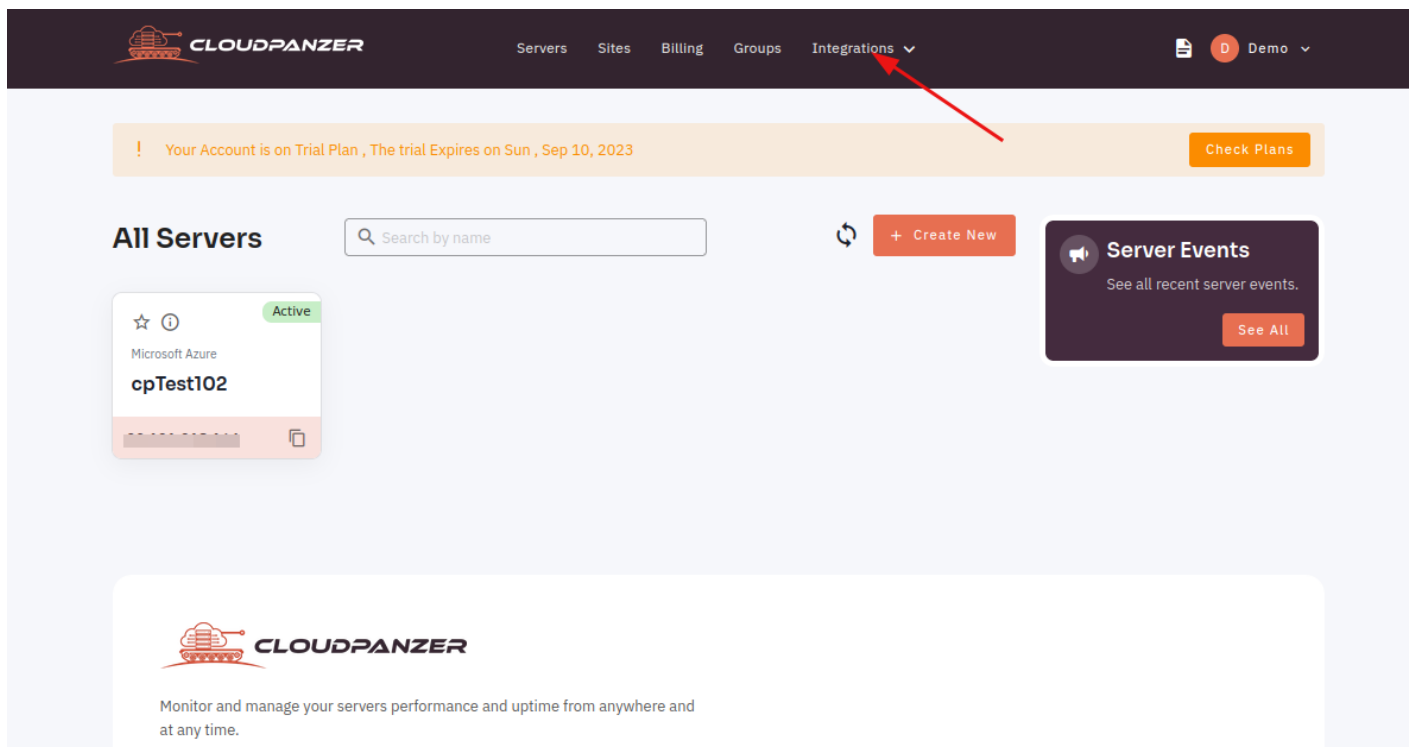 CLOUDPANZER
Servers Sites Billing Groups Integrations
D Demo
! Your Account is on Trial Plan , The trial Expires on Sun , Sep 10, 2023
Check Plans
All Servers
Search by name
+ Create New
Server Events
See all recent server events.
See All
Active
Microsoft Azure
cpTest102
CLOUDPANZER
Monitor and manage your servers performance and uptime from anywhere and
at any time.